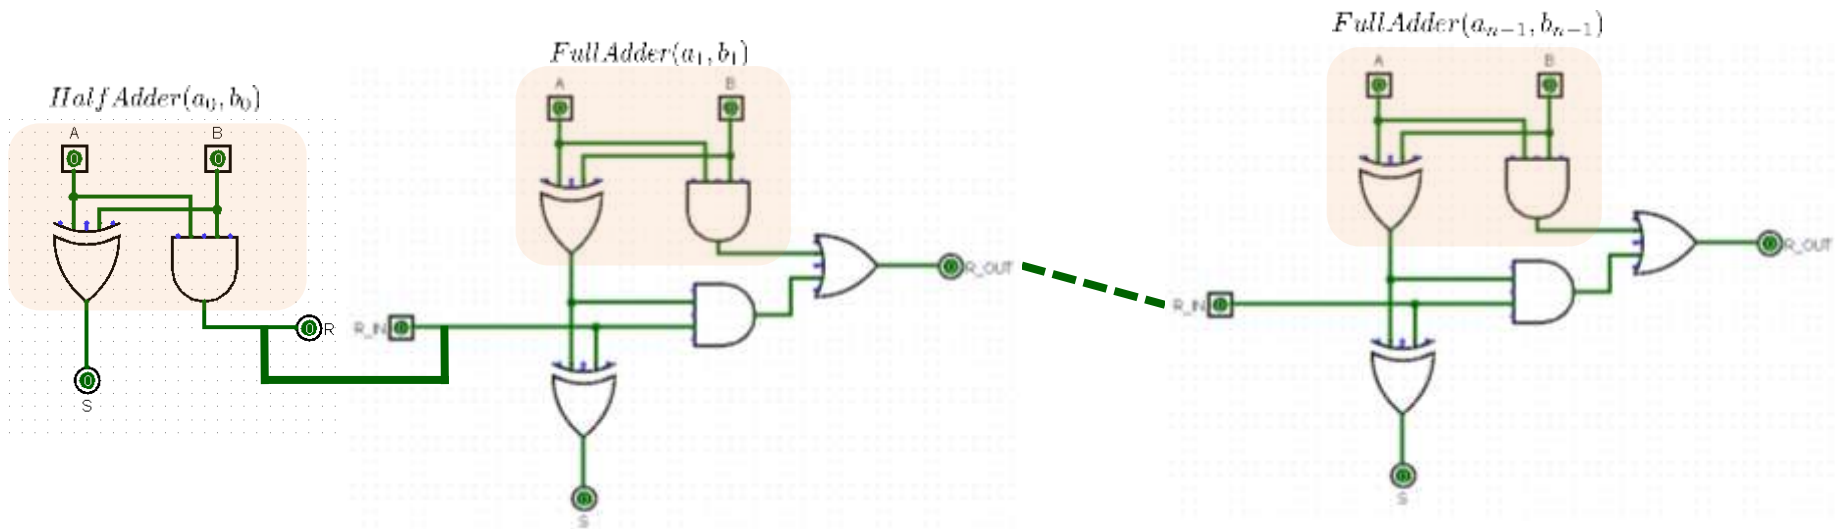 HalfAdder(a₀, b₀)
A B
0 0
0 R
0
S
FullAdder(a₁, b₁)
A B
0 0
R_IN 0
0 R_OUT
0
S
FullAdder(aₙ₋₁, bₙ₋₁)
A B
0 0
R_IN 0
0 R_OUT
0
S